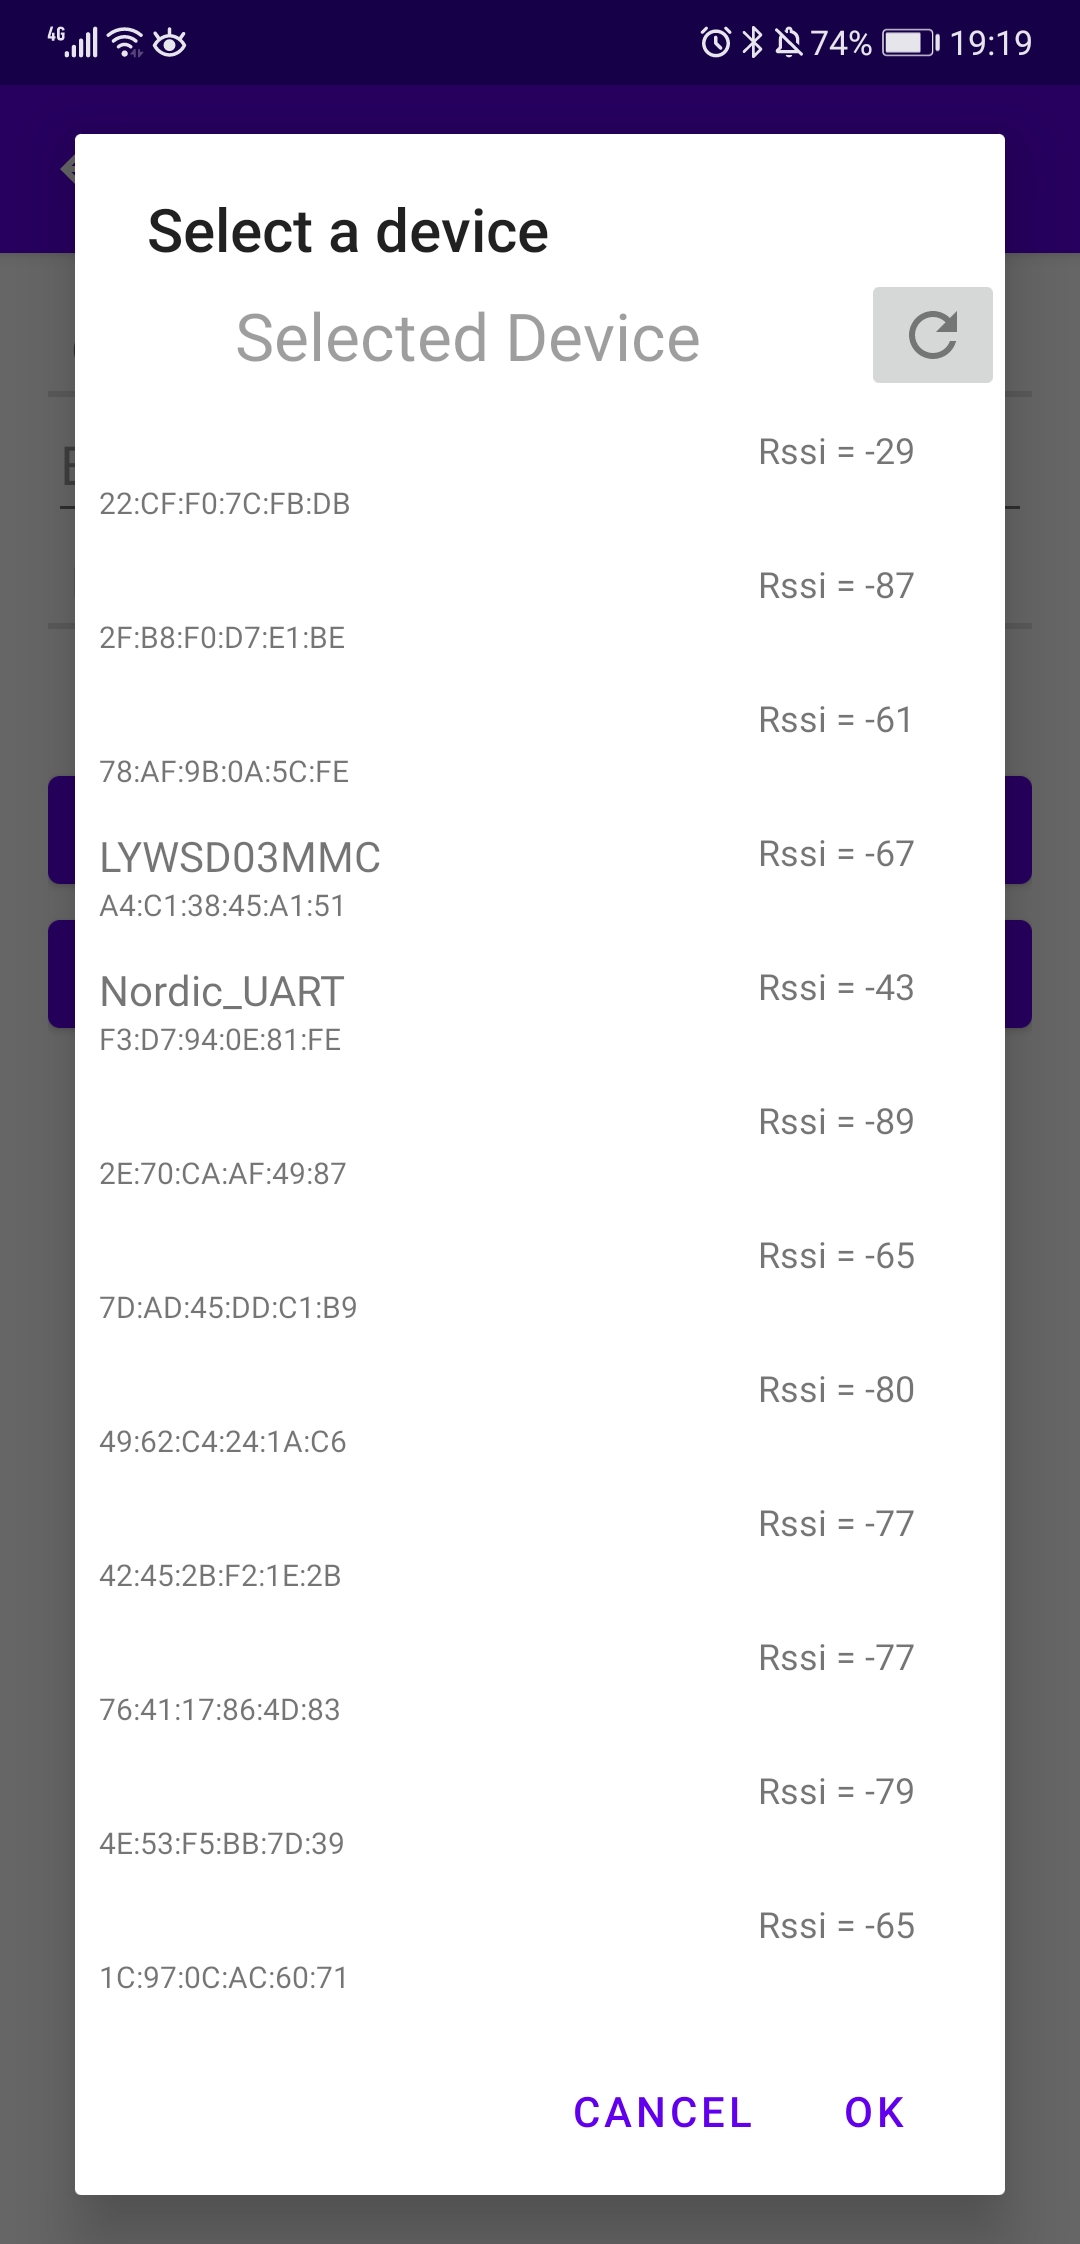 4G 74% 19:19
Select a device
Selected Device
Rssi = -29
22:CF:F0:7C:FB:DB
Rssi = -87
2F:B8:F0:D7:E1:BE
Rssi = -61
78:AF:9B:0A:5C:FE
LYWSD03MMC Rssi = -67
A4:C1:38:45:A1:51
Nordic_UART Rssi = -43
F3:D7:94:0E:81:FE
Rssi = -89
2E:70:CA:AF:49:87
Rssi = -65
7D:AD:45:DD:C1:B9
Rssi = -80
49:62:C4:24:1A:C6
Rssi = -77
42:45:2B:F2:1E:2B
Rssi = -77
76:41:17:86:4D:83
Rssi = -79
4E:53:F5:BB:7D:39
Rssi = -65
1C:97:0C:AC:60:71
CANCEL OK